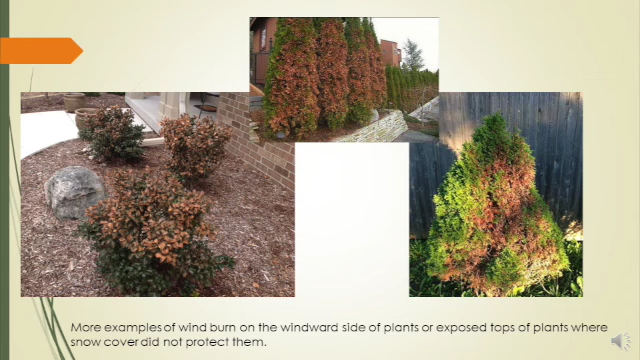 More examples of wind burn on the windward side of plants or exposed tops of plants where
snow cover did not protect them.